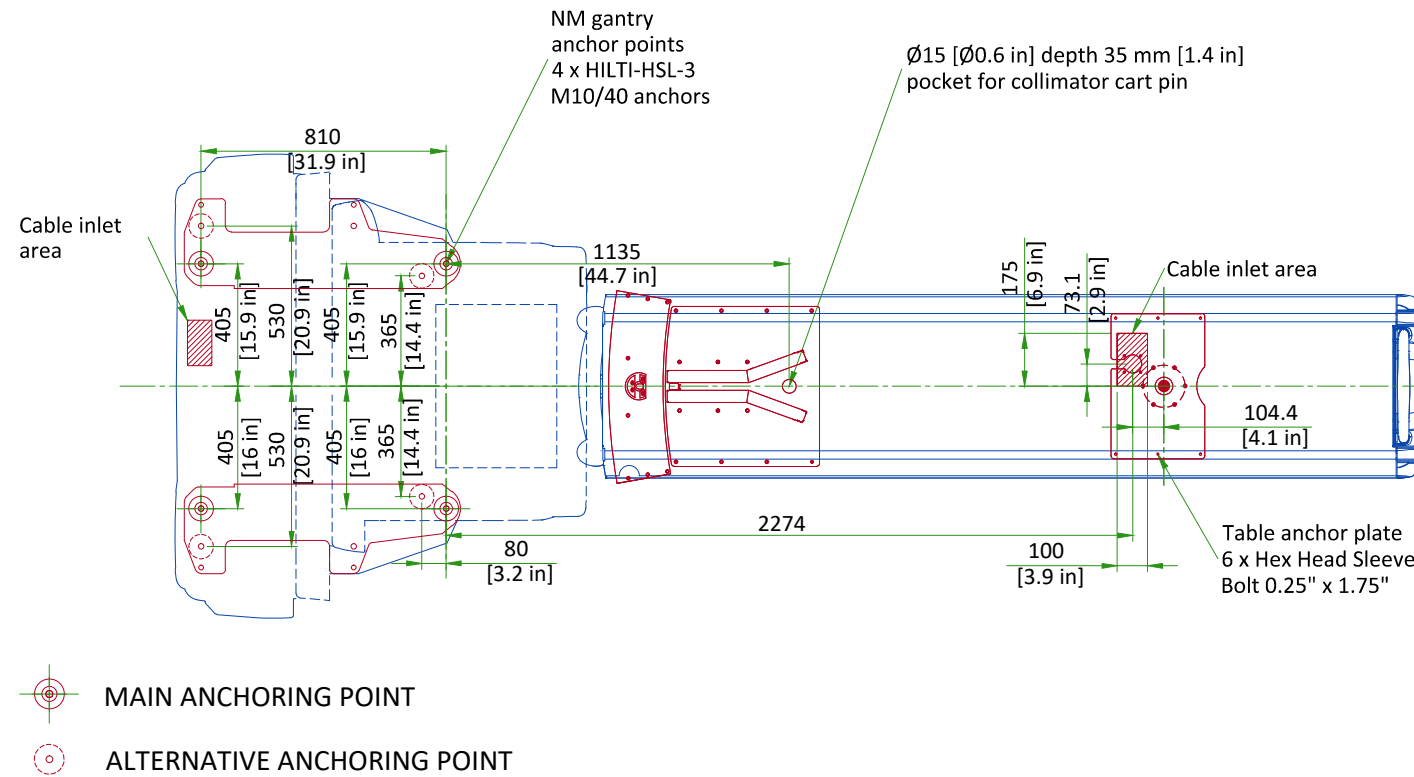 NM gantry
anchor points
4 x HILTI-HSL-3
M10/40 anchors
Ø15 [Ø0.6 in] depth 35 mm [1.4 in]
pocket for collimator cart pin
810
[31.9 in]
Cable inlet
area
1135
[44.7 in]
175
[6.9 in]
73.1
[2.9 in]
Cable inlet area
405
[15.9 in]
530
[20.9 in]
405
[15.9 in]
365
[14.4 in]
405
[16 in]
530
[20.9 in]
405
[16 in]
365
[14.4 in]
104.4
[4.1 in]
2274
80
[3.2 in]
100
[3.9 in]
Table anchor plate
6 x Hex Head Sleeve
Bolt 0.25" x 1.75"
MAIN ANCHORING POINT
ALTERNATIVE ANCHORING POINT